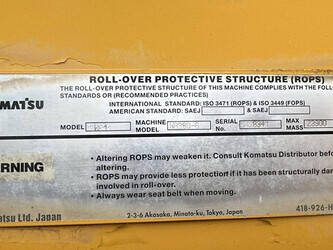 ROLL-OVER PROTECTIVE STRUCTURE (ROPS)
THE ROLL-OVER PROTECTIVE STRUCTURE OF THIS MACHINE COMPLIES WITH THE FOLL
STANDARDS OR (RECOMMENDED PRACTICES)
OMATSU INTERNATIONAL STANDARD: ISO 3471 (ROPS) & ISO 3449 (FOPS)
AMERICAN STANDARD: SAEJ SAEJ
MODEL MACHINE MODEL SERIAL No. MAX MASS
RNING
• Altering ROPS may weaken it. Consult Komatsu Distributor before
altering.
• ROPS may provide less protection if it has been structurally dam
involved in roll-over.
• Always wear seat belt when moving.
atsu Ltd. Japan 2-3-6 Akasaka, Minato-ku, Tokyo, Japan 418-926-H